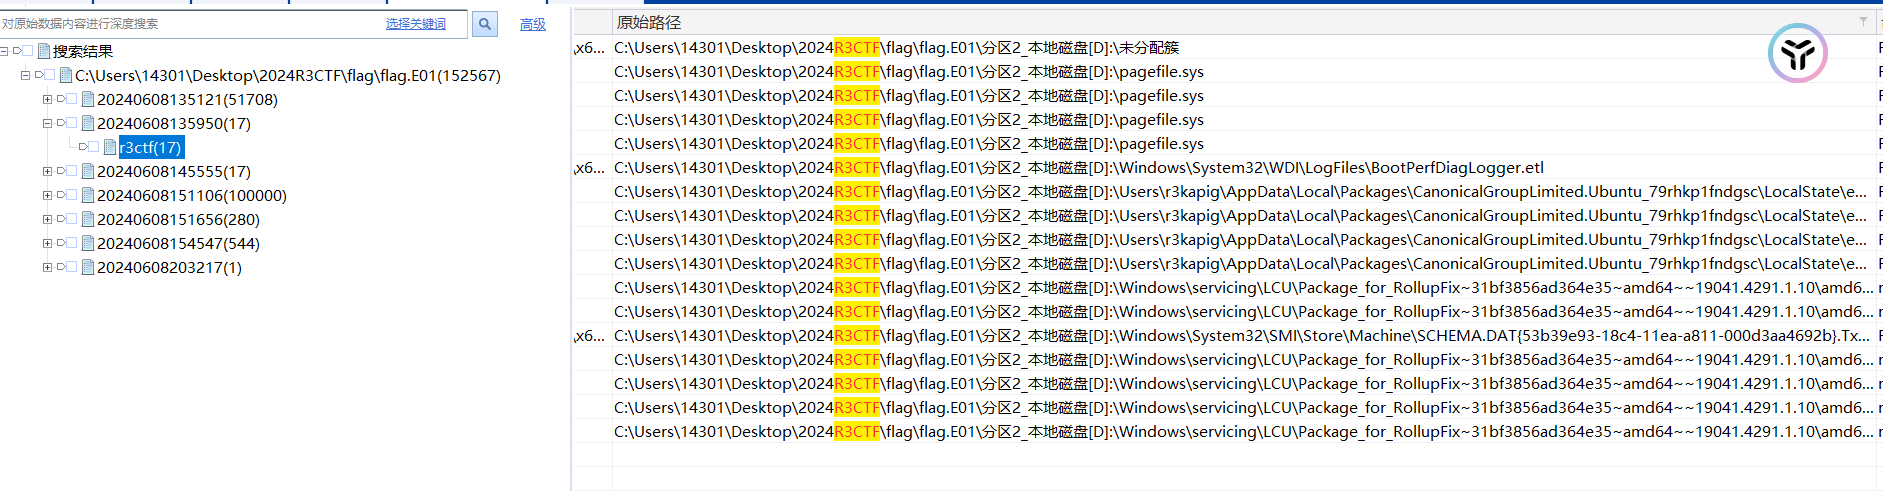 对原始数据内容进行深度搜索 选择关键词 高级
搜索结果
C:\Users\14301\Desktop\2024R3CTF\flag\flag.E01(152567)
20240608135121(51708)
20240608135950(17)
r3ctf(17)
20240608145555(17)
20240608151106(100000)
20240608151656(280)
20240608154547(544)
20240608203217(1)
原始路径
\x6... C:\Users\14301\Desktop\2024R3CTF\flag\flag.E01\分区2_本地磁盘[D]:\未分配簇
C:\Users\14301\Desktop\2024R3CTF\flag\flag.E01\分区2_本地磁盘[D]:\pagefile.sys
C:\Users\14301\Desktop\2024R3CTF\flag\flag.E01\分区2_本地磁盘[D]:\pagefile.sys
C:\Users\14301\Desktop\2024R3CTF\flag\flag.E01\分区2_本地磁盘[D]:\pagefile.sys
C:\Users\14301\Desktop\2024R3CTF\flag\flag.E01\分区2_本地磁盘[D]:\pagefile.sys
\x6... C:\Users\14301\Desktop\2024R3CTF\flag\flag.E01\分区2_本地磁盘[D]:\Windows\System32\WDI\LogFiles\BootPerfDiagLogger.etl
C:\Users\14301\Desktop\2024R3CTF\flag\flag.E01\分区2_本地磁盘[D]:\Users\r3kapig\AppData\Local\Packages\CanonicalGroupLimited.Ubuntu_79rhkp1fndgsc\LocalState\e...
C:\Users\14301\Desktop\2024R3CTF\flag\flag.E01\分区2_本地磁盘[D]:\Users\r3kapig\AppData\Local\Packages\CanonicalGroupLimited.Ubuntu_79rhkp1fndgsc\LocalState\e...
C:\Users\14301\Desktop\2024R3CTF\flag\flag.E01\分区2_本地磁盘[D]:\Users\r3kapig\AppData\Local\Packages\CanonicalGroupLimited.Ubuntu_79rhkp1fndgsc\LocalState\e...
C:\Users\14301\Desktop\2024R3CTF\flag\flag.E01\分区2_本地磁盘[D]:\Users\r3kapig\AppData\Local\Packages\CanonicalGroupLimited.Ubuntu_79rhkp1fndgsc\LocalState\e...
C:\Users\14301\Desktop\2024R3CTF\flag\flag.E01\分区2_本地磁盘[D]:\Windows\servicing\LCU\Package_for_RollupFix~31bf3856ad364e35~amd64~~19041.4291.1.10\amd6...
C:\Users\14301\Desktop\2024R3CTF\flag\flag.E01\分区2_本地磁盘[D]:\Windows\servicing\LCU\Package_for_RollupFix~31bf3856ad364e35~amd64~~19041.4291.1.10\amd6...
\x6... C:\Users\14301\Desktop\2024R3CTF\flag\flag.E01\分区2_本地磁盘[D]:\Windows\System32\SMI\Store\Machine\SCHEMA.DAT{53b39e93-18c4-11ea-a811-000d3aa4692b}.Tx...
C:\Users\14301\Desktop\2024R3CTF\flag\flag.E01\分区2_本地磁盘[D]:\Windows\servicing\LCU\Package_for_RollupFix~31bf3856ad364e35~amd64~~19041.4291.1.10\amd6...
C:\Users\14301\Desktop\2024R3CTF\flag\flag.E01\分区2_本地磁盘[D]:\Windows\servicing\LCU\Package_for_RollupFix~31bf3856ad364e35~amd64~~19041.4291.1.10\amd6...
C:\Users\14301\Desktop\2024R3CTF\flag\flag.E01\分区2_本地磁盘[D]:\Windows\servicing\LCU\Package_for_RollupFix~31bf3856ad364e35~amd64~~19041.4291.1.10\amd6...
C:\Users\14301\Desktop\2024R3CTF\flag\flag.E01\分区2_本地磁盘[D]:\Windows\servicing\LCU\Package_for_RollupFix~31bf3856ad364e35~amd64~~19041.4291.1.10\amd6...